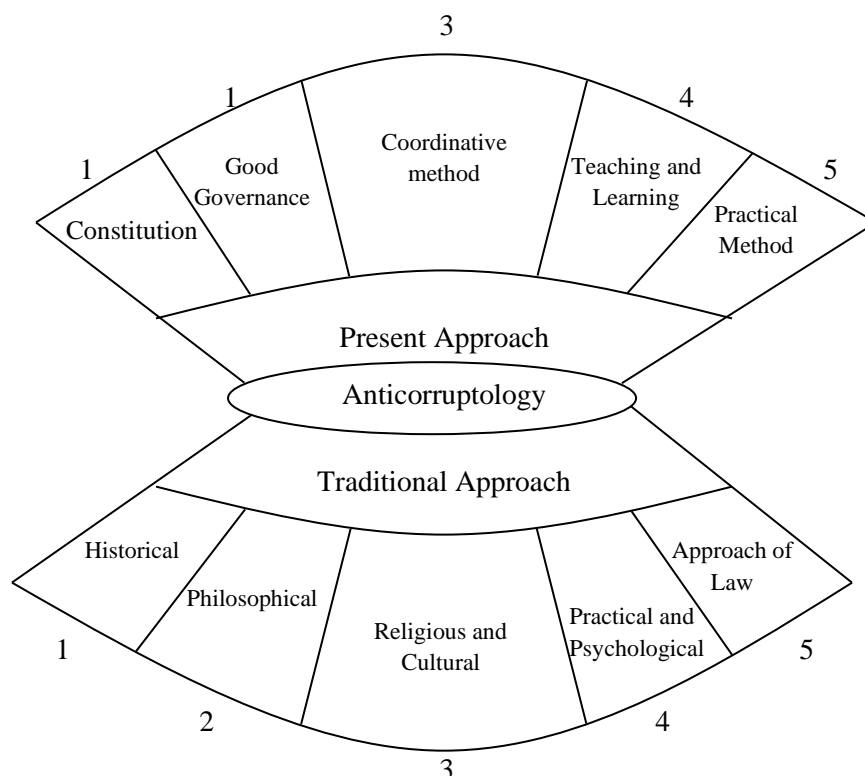 3
1
4
1
5
Coordinative
method
Good
Governance
Teaching and
Learning
Constitution
Practical
Method
Present Approach
Anticorruptology
Traditional Approach
Historical
Philosophical
Religious and
Cultural
Practical and
Psychological
Approach of
Law
1
2
3
4
5